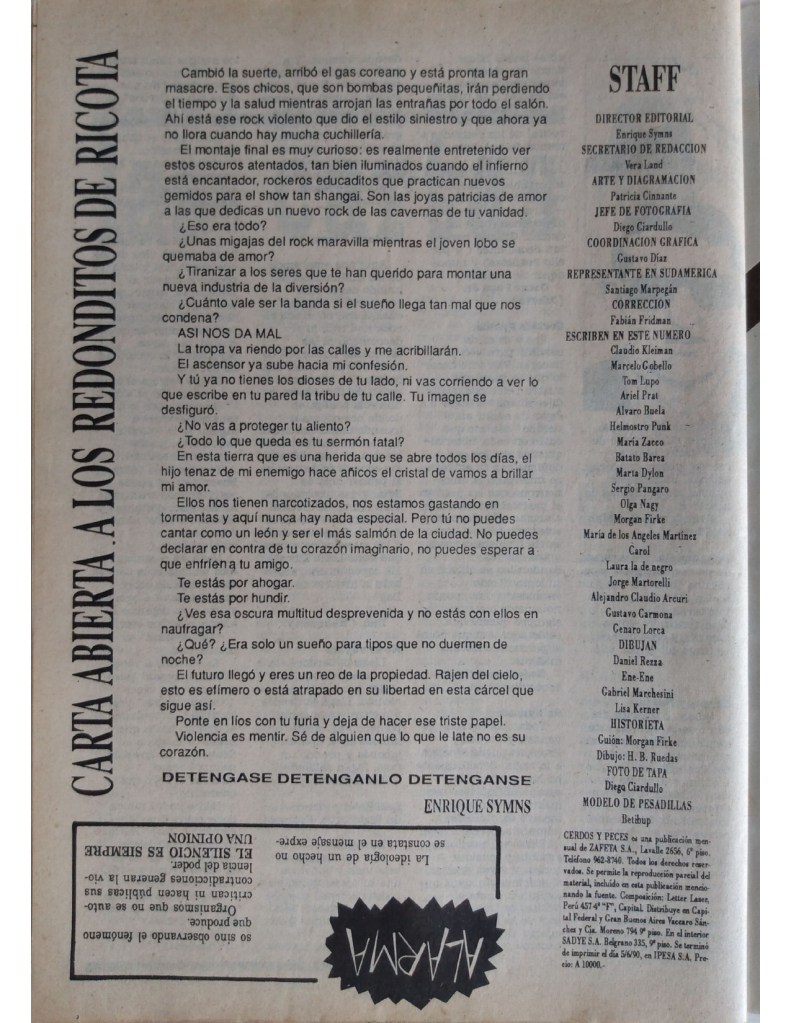 CARTA ABIERTA A LOS REDONDITOS DE RICOTA
Cambió la suerte, arribó el gas coreano y está pronta la gran
masacre. Esos chicos, que son bombas pequeñitas, irán perdiendo
el tiempo y la salud mientras arrojan las entrañas por todo el salón.
Ahí está ese rock violento que dio el estilo siniestro y que ahora ya
no llora cuando hay mucha cuchillería.
El montaje final es muy curioso: es realmente entretenido ver
estos oscuros atentados, tan bien iluminados cuando el infierno
está encantador, rockeros educaditos que practican nuevos
gemidos para el show tan shangai. Son las joyas patricias de amor
a las que dedicas un nuevo rock de las cavernas de tu vanidad.
¿Eso era todo?
¿Unas migajas del rock maravilla mientras el joven lobo se
quemaba de amor?
¿Tiranizar a los seres que te han querido para montar una
nueva industria de la diversión?
¿Cuánto vale ser la banda si el sueño llega tan mal que nos
condena?
ASI NOS DA MAL
La tropa va riendo por las calles y me acribillarán.
El ascensor ya sube hacia mi confesión.
Y tú ya no tienes los dioses de tu lado, ni vas corriendo a ver lo
que escribe en tu pared la tribu de tu calle. Tu imagen se
desfiguró.
¿No vas a proteger tu aliento?
¿Todo lo que queda es tu sermón fatal?
En esta tierra que es una herida que se abre todos los días, el
hijo tenaz de mi enemigo hace añicos el cristal de vamos a brillar
mi amor.
Ellos nos tienen narcotizados, nos estamos gastando en
tormentas y aquí nunca hay nada especial. Pero tú no puedes
cantar como un león y ser el más salmón de la ciudad. No puedes
declarar en contra de tu corazón imaginario, no puedes esperar a
que enfríen a tu amigo.
Te estás por ahogar.
Te estás por hundir.
¿Ves esa oscura multitud desprevenida y no estás con ellos en
naufragar?
¿Qué? ¿Era solo un sueño para tipos que no duermen de
noche?
El futuro llegó y eres un reo de la propiedad. Rajen del cielo,
esto es efímero o está atrapado en su libertad en esta cárcel que
sigue así.
Ponte en líos con tu furia y deja de hacer ese triste papel.
Violencia es mentir. Sé de alguien que lo que le late no es su
corazón.
DETENGASE DETENGANLO DETENGANSE
ENRIQUE SYMNS
ALARMA
La ideología de un hecho no
se constata en el mensaje expre-
so sino observando el fenómeno
que produce.
Organismos que no se auto-
critican ni hacen públicas sus
contradicciones generan la vio-
lencia del poder.
EL SILENCIO ES SIEMPRE
UNA OPINION
STAFF
DIRECTOR EDITORIAL
Enrique Symns
SECRETARIO DE REDACCION
Vera Land
ARTE Y DIAGRAMACION
Patricia Cinnante
JEFE DE FOTOGRAFIA
Diego Ciardullo
COORDINACION GRAFICA
Gustavo Díaz
REPRESENTANTE EN SUDAMERICA
Santiago Marpegán
CORRECCION
Fabián Fridman
ESCRIBEN EN ESTE NUMERO
Claudio Kleiman
Marcelo Gobello
Tom Lupo
Ariel Prat
Alvaro Buela
Helmostro Punk
María Zacco
Batato Barea
Marta Dylon
Sergio Pangaro
Olga Nagy
Morgan Firke
Maria de los Angeles Martinez
Carol
Laura la de negro
Jorge Martorelli
Alejandro Claudio Arcuri
Gustavo Carmona
Genaro Lorca
DIBUJAN
Daniel Rezza
Ene-Ene
Gabriel Marchesini
Lisa Kerner
HISTORIETA
Guión: Morgan Firke
Dibujo: H. B. Ruedas
FOTO DE TAPA
Diego Ciardullo
MODELO DE PESADILLAS
Betibup
CERDOS Y PECES es una publicación men-
sual de ZAFETA S.A., Lavalle 2656, 6º piso.
Teléfono 962-8740. Todos los derechos reser-
vados. Se permite la reproducción parcial del
material, incluído en esta publicación mencio-
nando la fuente. Composición: Letter Laser,
Perú 457-4º "F", Capital. Distribuye en Capi-
tal Federal y Gran Buenos Aires Vaccaro Sán-
ches y Cía. Moreno 794 9º piso. En el interior
SADYE S.A. Belgrano 335, 9º piso. Se terminó
de imprimir el día 5/6/90, en IPESA S.A. Pre-
cio: A 10000.-